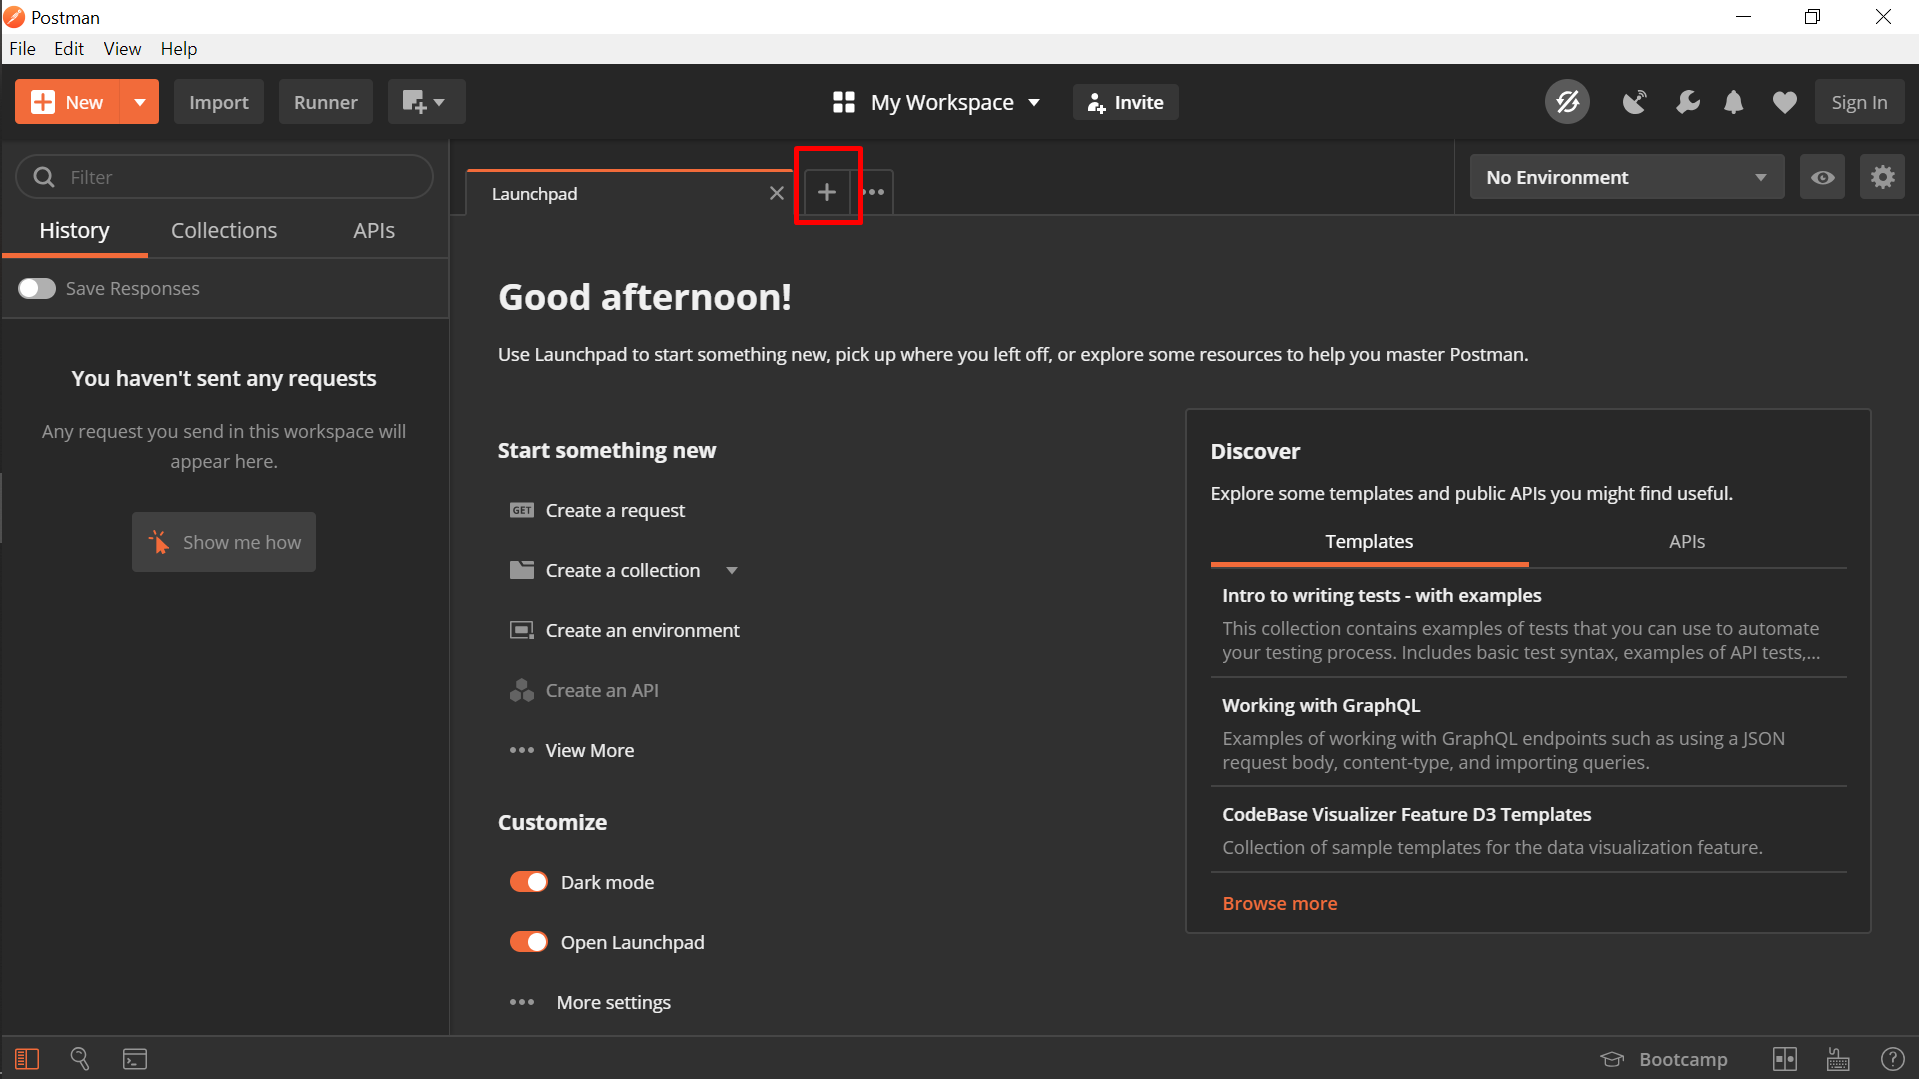 Postman
File Edit View Help
New Import Runner My Workspace Invite Sign In
Filter
Launchpad
No Environment
History Collections APIs
Save Responses
You haven't sent any requests
Any request you send in this workspace will
appear here.
Show me how
Good afternoon!
Use Launchpad to start something new, pick up where you left off, or explore some resources to help you master Postman.
Start something new
GET Create a request
Create a collection
Create an environment
Create an API
View More
Customize
Dark mode
Open Launchpad
More settings
Discover
Explore some templates and public APIs you might find useful.
Templates APIs
Intro to writing tests - with examples
This collection contains examples of tests that you can use to automate
your testing process. Includes basic test syntax, examples of API tests,...
Working with GraphQL
Examples of working with GraphQL endpoints such as using a JSON
request body, content-type, and importing queries.
CodeBase Visualizer Feature D3 Templates
Collection of sample templates for the data visualization feature.
Browse more
Bootcamp